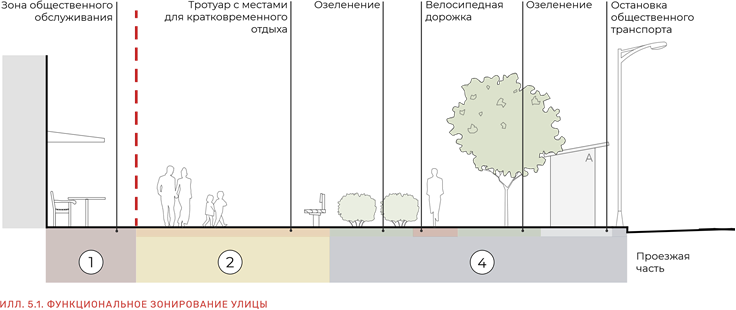 Зона общественного
обслуживания
Тротуар с местами
для кратковременного
отдыха
Озеленение
Велосипедная
дорожка
Озеленение
Остановка
общественного
транспорта
А
1
2
4
Проезжая
часть
ИЛЛ. 5.1. ФУНКЦИОНАЛЬНОЕ ЗОНИРОВАНИЕ УЛИЦЫ